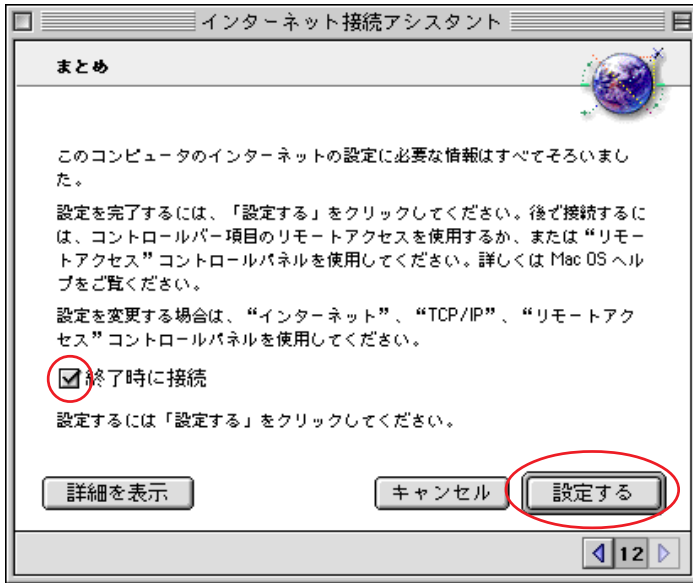 インターネット接続アシスタント
まとめ
このコンピュータのインターネットの設定に必要な情報はすべてそろいまし
た。
設定を完了するには、「設定する」をクリックしてください。後で接続するに
は、コントロールバー項目のリモートアクセスを使用するか、または“リモー
トアクセス”コントロールパネルを使用してください。詳しくは Mac OS ヘル
プをご覧ください。
設定を変更する場合は、“インターネット”、“TCP/IP”、“リモートアク
セス”コントロールパネルを使用してください。
終了時に接続
設定するには「設定する」をクリックしてください。
詳細を表示
キャンセル
設定する
12